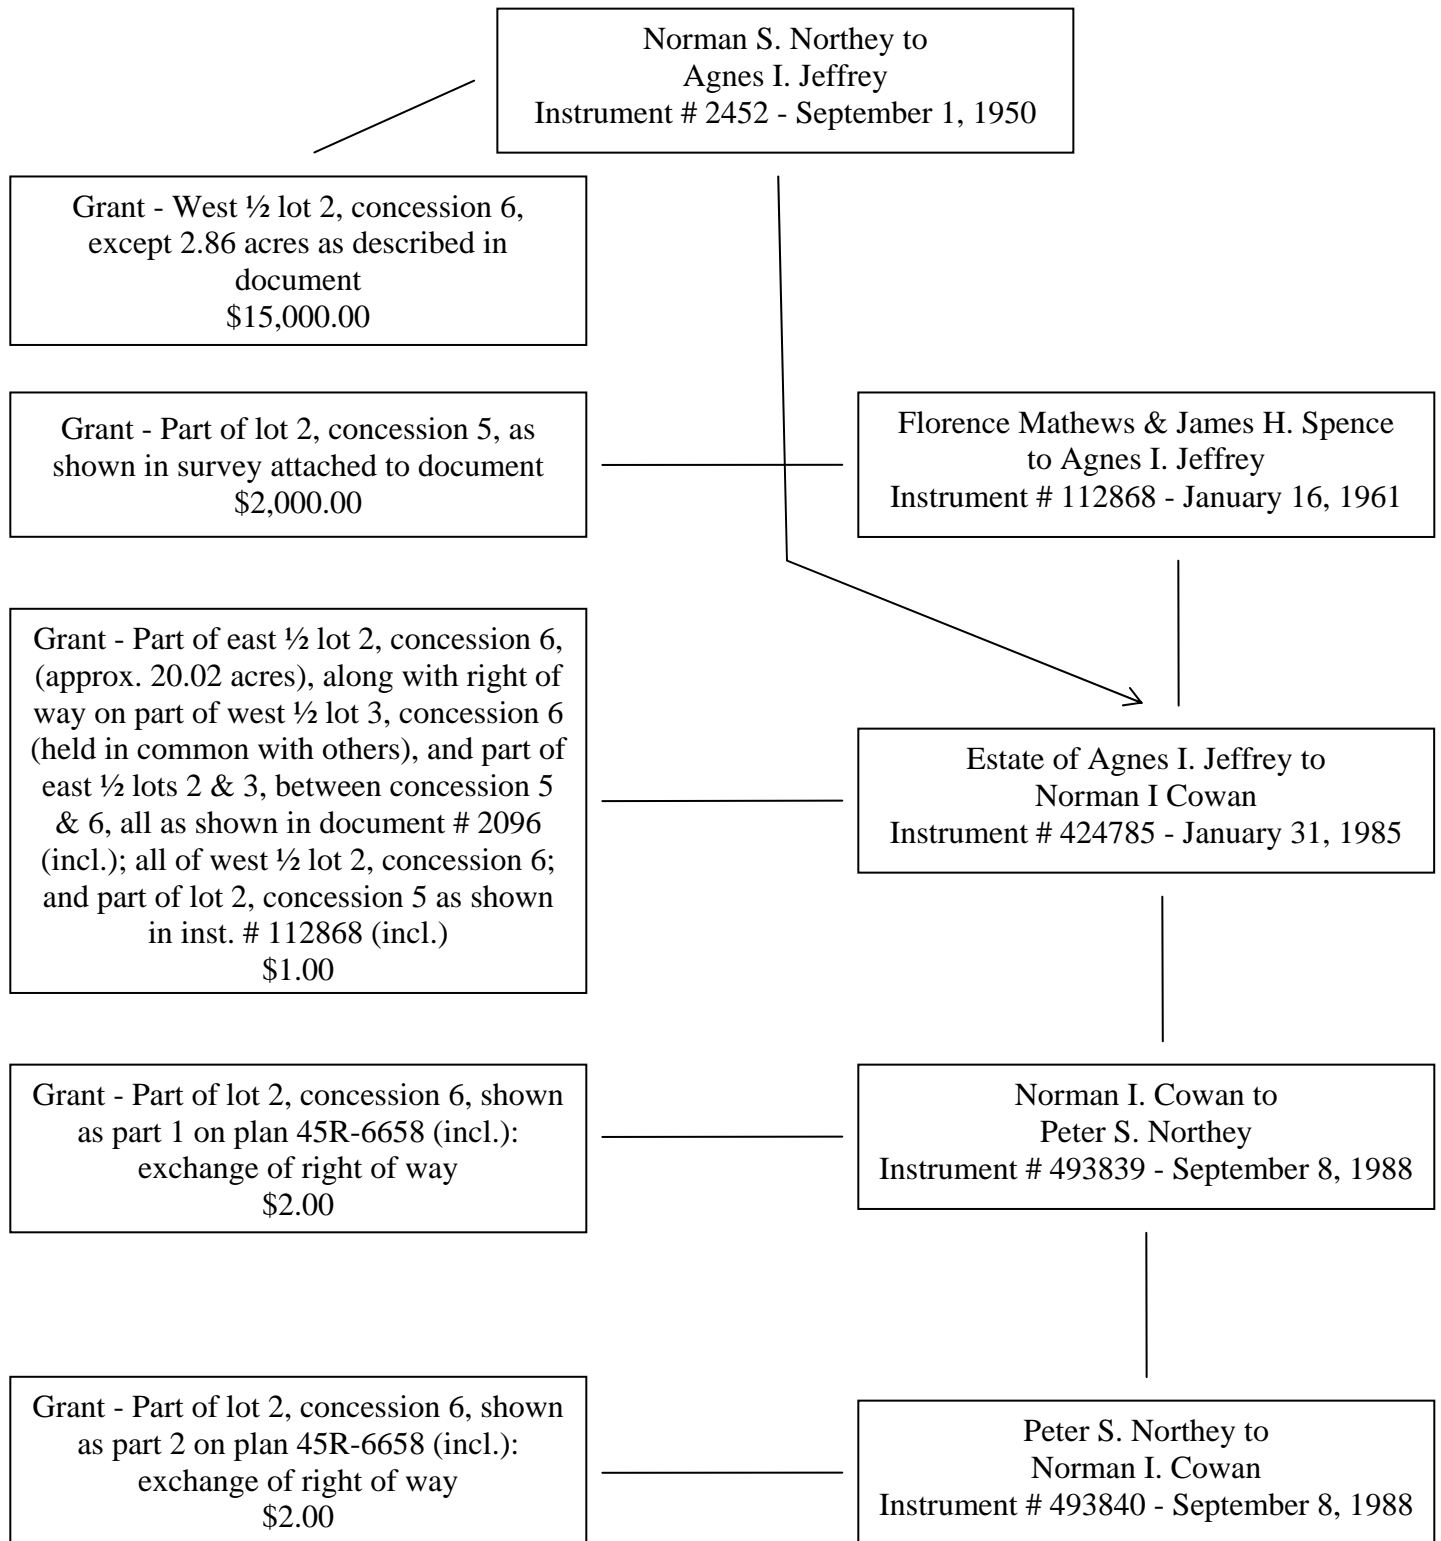 Norman S. Northey to
Agnes I. Jeffrey
Instrument # 2452 - September 1, 1950
Grant - West ½ lot 2, concession 6,
except 2.86 acres as described in
document
$15,000.00
Grant - Part of lot 2, concession 5, as
shown in survey attached to document
$2,000.00
Florence Mathews & James H. Spence
to Agnes I. Jeffrey
Instrument # 112868 - January 16, 1961
Grant - Part of east ½ lot 2, concession 6,
(approx. 20.02 acres), along with right of
way on part of west ½ lot 3, concession 6
(held in common with others), and part of
east ½ lots 2 & 3, between concession 5
& 6, all as shown in document # 2096
(incl.); all of west ½ lot 2, concession 6;
and part of lot 2, concession 5 as shown
in inst. # 112868 (incl.)
$1.00
Estate of Agnes I. Jeffrey to
Norman I Cowan
Instrument # 424785 - January 31, 1985
Grant - Part of lot 2, concession 6, shown
as part 1 on plan 45R-6658 (incl.):
exchange of right of way
$2.00
Norman I. Cowan to
Peter S. Northey
Instrument # 493839 - September 8, 1988
Grant - Part of lot 2, concession 6, shown
as part 2 on plan 45R-6658 (incl.):
exchange of right of way
$2.00
Peter S. Northey to
Norman I. Cowan
Instrument # 493840 - September 8, 1988